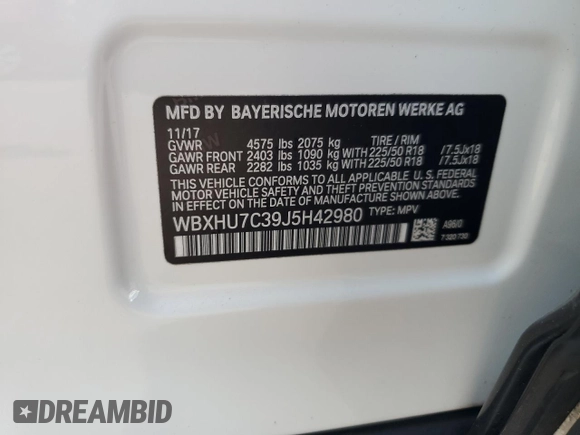 MFD BY BAYERISCHE MOTOREN WERKE AG
11/17
GVWR 4575 lbs 2075 kg TIRE / RIM
GAWR FRONT 2403 lbs 1090 kg WITH 225/50 R18 /7.5Jx18
GAWR REAR 2282 lbs 1035 kg WITH 225/50 R18 /7.5Jx18
THIS VEHICLE CONFORMS TO ALL APPLICABLE U. S. FEDERAL
MOTOR VEHICLE SAFETY AND THEFT PREVENTION STANDARDS
IN EFFECT ON THE DATE OF MANUFACTURE SHOWN ABOVE.
WBXHU7C39J5H42980 TYPE: MPV
DREAMBID